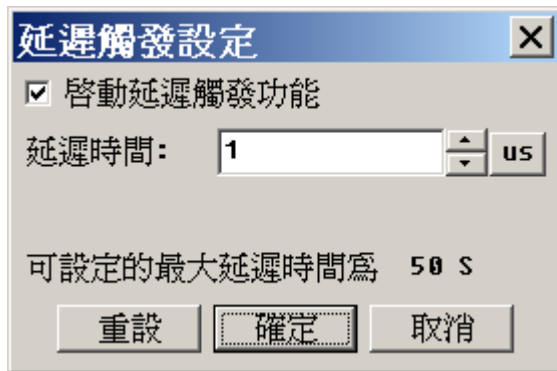 延遲觸發設定
啓動延遲觸發功能
延遲時間: 1 us
可設定的最大延遲時間為 50 S
重設 確定 取消